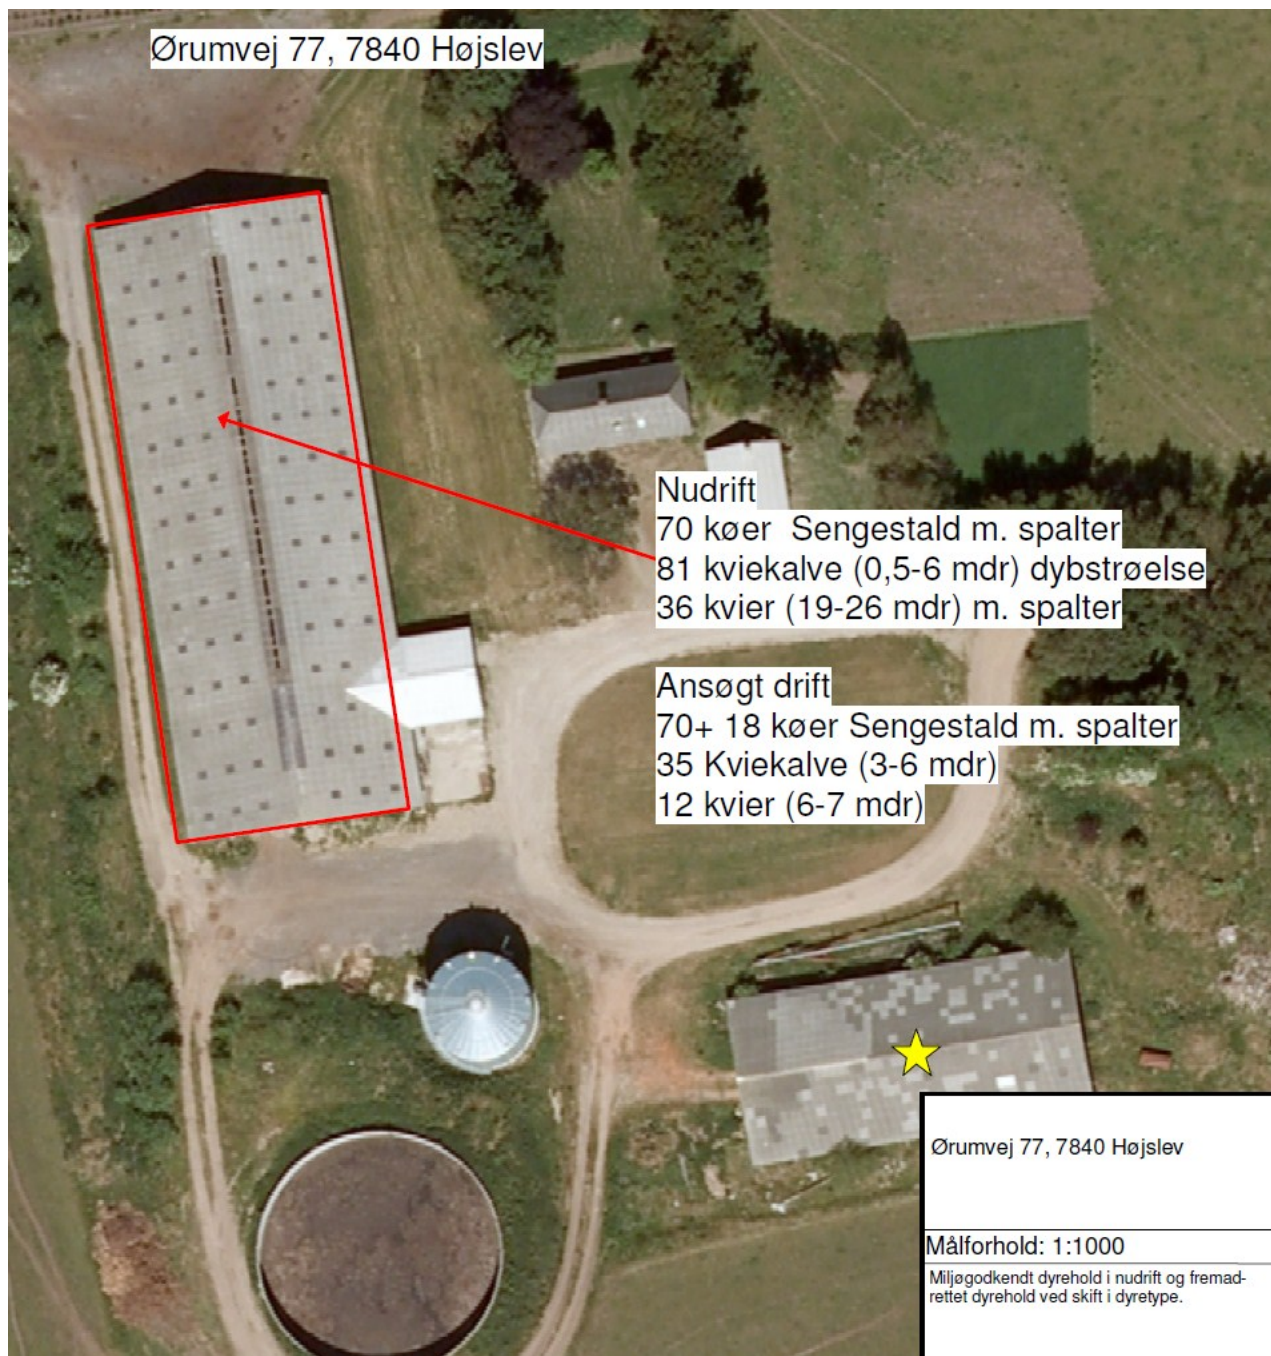 Ørumvej 77, 7840 Højslev
Nudrift
70 køer  Sengestald m. spalter
81 kviekalve (0,5-6 mdr) dybstrøelse
36 kvier (19-26 mdr) m. spalter
Ansøgt drift
70+ 18 køer Sengestald m. spalter
35 Kviekalve (3-6 mdr)
12 kvier (6-7 mdr)
Ørumvej 77, 7840 Højslev
Målforhold: 1:1000
Miljøgodkendt dyrehold i nudrift og fremad-
rettet dyrehold ved skift i dyretype.